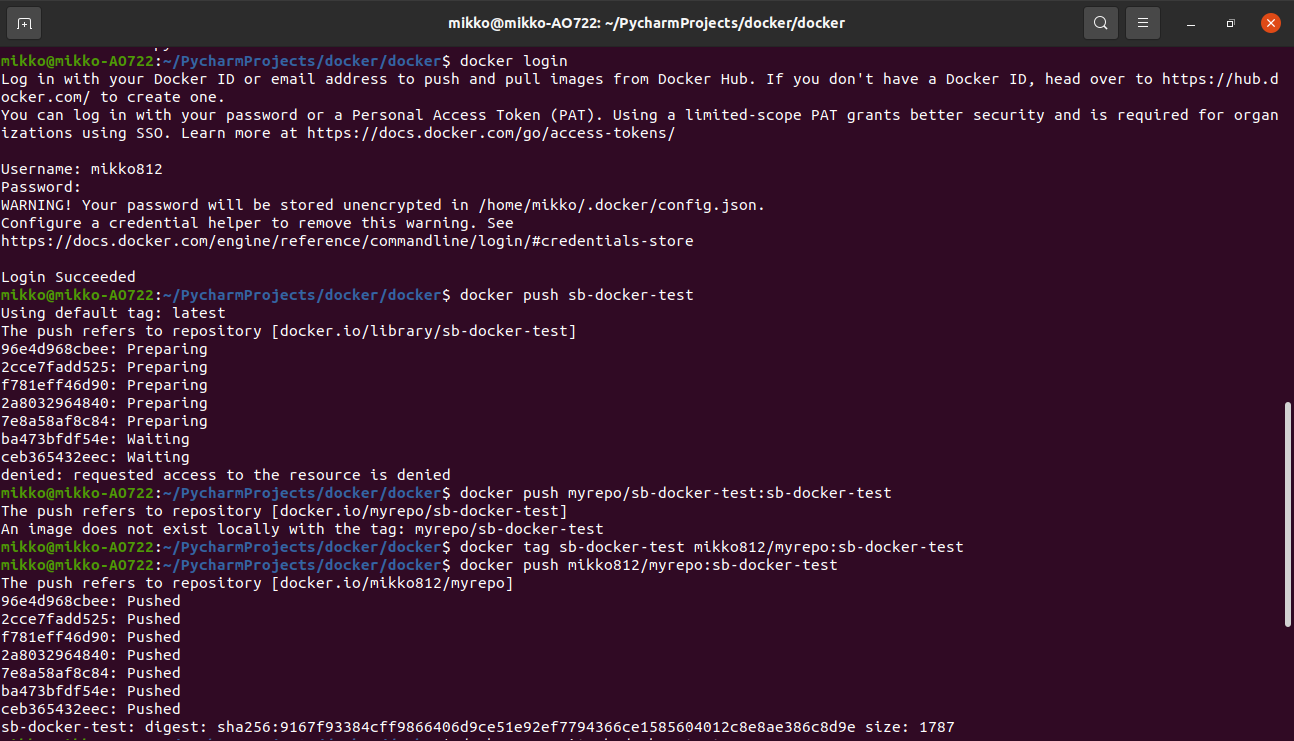 mikko@mikko-AO722: ~/PycharmProjects/docker/docker
mikko@mikko-AO722:~/PycharmProjects/docker/docker$ docker login
Log in with your Docker ID or email address to push and pull images from Docker Hub. If you don't have a Docker ID, head over to https://hub.d
ocker.com/ to create one.
You can log in with your password or a Personal Access Token (PAT). Using a limited-scope PAT grants better security and is required for organ
izations using SSO. Learn more at https://docs.docker.com/go/access-tokens/
Username: mikko812
Password:
WARNING! Your password will be stored unencrypted in /home/mikko/.docker/config.json.
Configure a credential helper to remove this warning. See
https://docs.docker.com/engine/reference/commandline/login/#credentials-store
Login Succeeded
mikko@mikko-AO722:~/PycharmProjects/docker/docker$ docker push sb-docker-test
Using default tag: latest
The push refers to repository [docker.io/library/sb-docker-test]
96e4d968cbee: Preparing
2cce7fadd525: Preparing
f781eff46d90: Preparing
2a8032964840: Preparing
7e8a58af8c84: Preparing
ba473bfdf54e: Waiting
ceb365432eec: Waiting
denied: requested access to the resource is denied
mikko@mikko-AO722:~/PycharmProjects/docker/docker$ docker push myrepo/sb-docker-test:sb-docker-test
The push refers to repository [docker.io/myrepo/sb-docker-test]
An image does not exist locally with the tag: myrepo/sb-docker-test
mikko@mikko-AO722:~/PycharmProjects/docker/docker$ docker tag sb-docker-test mikko812/myrepo:sb-docker-test
mikko@mikko-AO722:~/PycharmProjects/docker/docker$ docker push mikko812/myrepo:sb-docker-test
The push refers to repository [docker.io/mikko812/myrepo]
96e4d968cbee: Pushed
2cce7fadd525: Pushed
f781eff46d90: Pushed
2a8032964840: Pushed
7e8a58af8c84: Pushed
ba473bfdf54e: Pushed
ceb365432eec: Pushed
sb-docker-test: digest: sha256:9167f93384cff9866406d9ce51e92ef7794366ce1585604012c8e8ae386c8d9e size: 1787